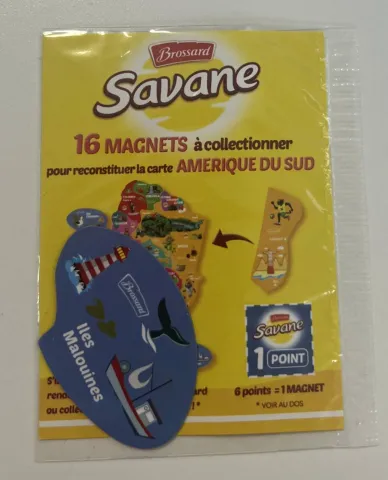 Brossard
Savane
16 MAGNETS à collectionner
pour reconstituer la carte AMERIQUE DU SUD
Brossard
Iles
Malouines
Savane
1 POINT
6 points = 1 MAGNET
* VOIR AU DOS